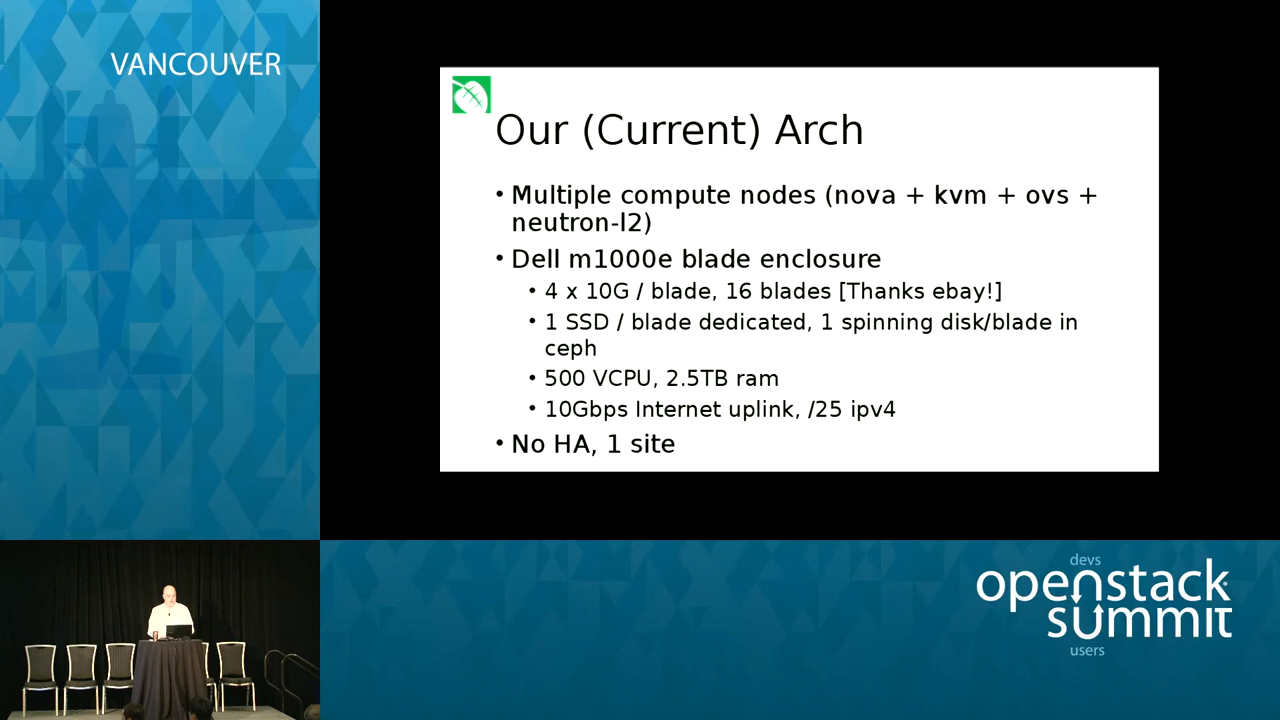 VANCOUVER
Our (Current) Arch
• Multiple compute nodes (nova + kvm + ovs +
neutron-l2)
• Dell m1000e blade enclosure
• 4 x 10G / blade, 16 blades [Thanks ebay!]
• 1 SSD / blade dedicated, 1 spinning disk/blade in
ceph
• 500 VCPU, 2.5TB ram
• 10Gbps Internet uplink, /25 ipv4
• No HA, 1 site
devs
openstack
summit
users